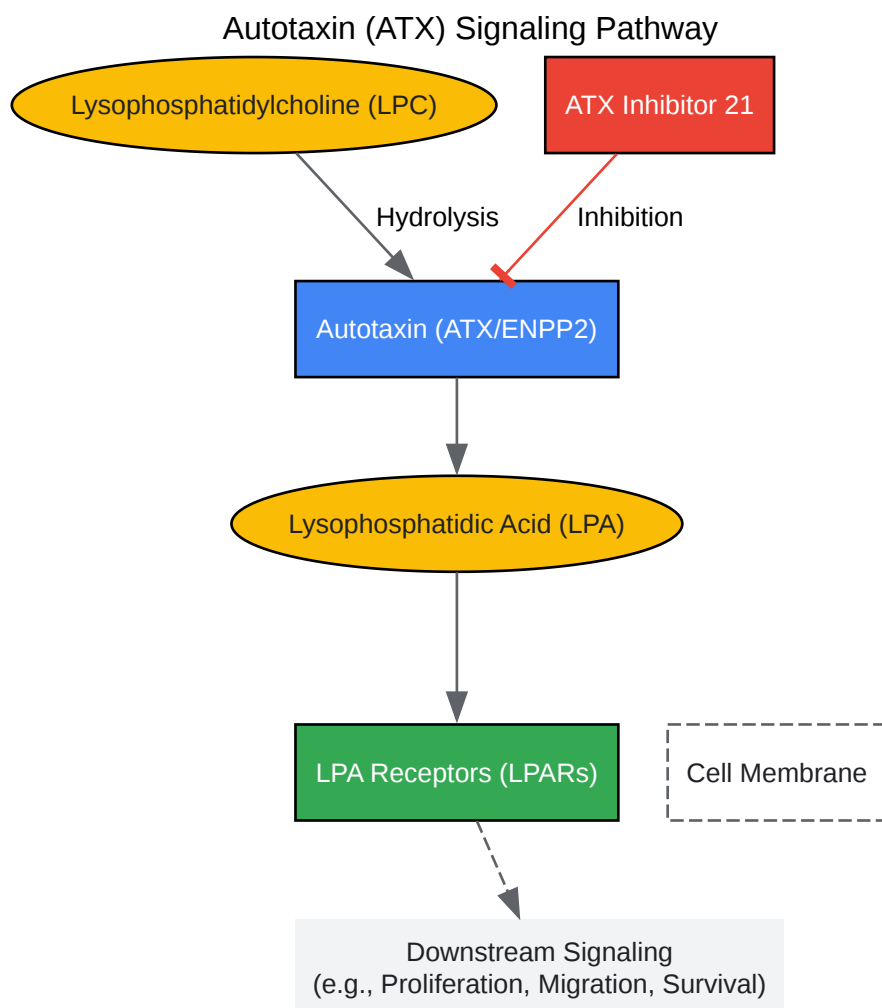 Autotaxin (ATX) Signaling Pathway
Lysophosphatidylcholine (LPC)
ATX Inhibitor 21
Hydrolysis
Inhibition
Autotaxin (ATX/ENPP2)
Lysophosphatidic Acid (LPA)
LPA Receptors (LPARs)
Cell Membrane
Downstream Signaling
(e.g., Proliferation, Migration, Survival)